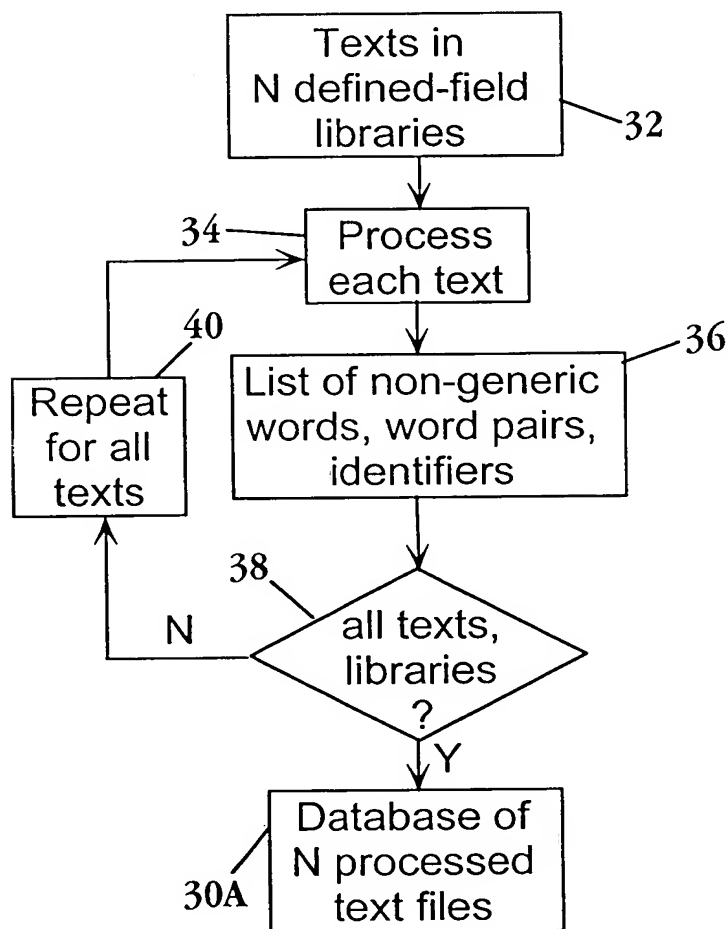 Texts in
N defined-field
libraries
32
34
Process
each text
40
Repeat
for all
texts
36
List of non-generic
words, word pairs,
identifiers
38
N
all texts,
libraries
?
Y
Database of
N processed
text files
30A